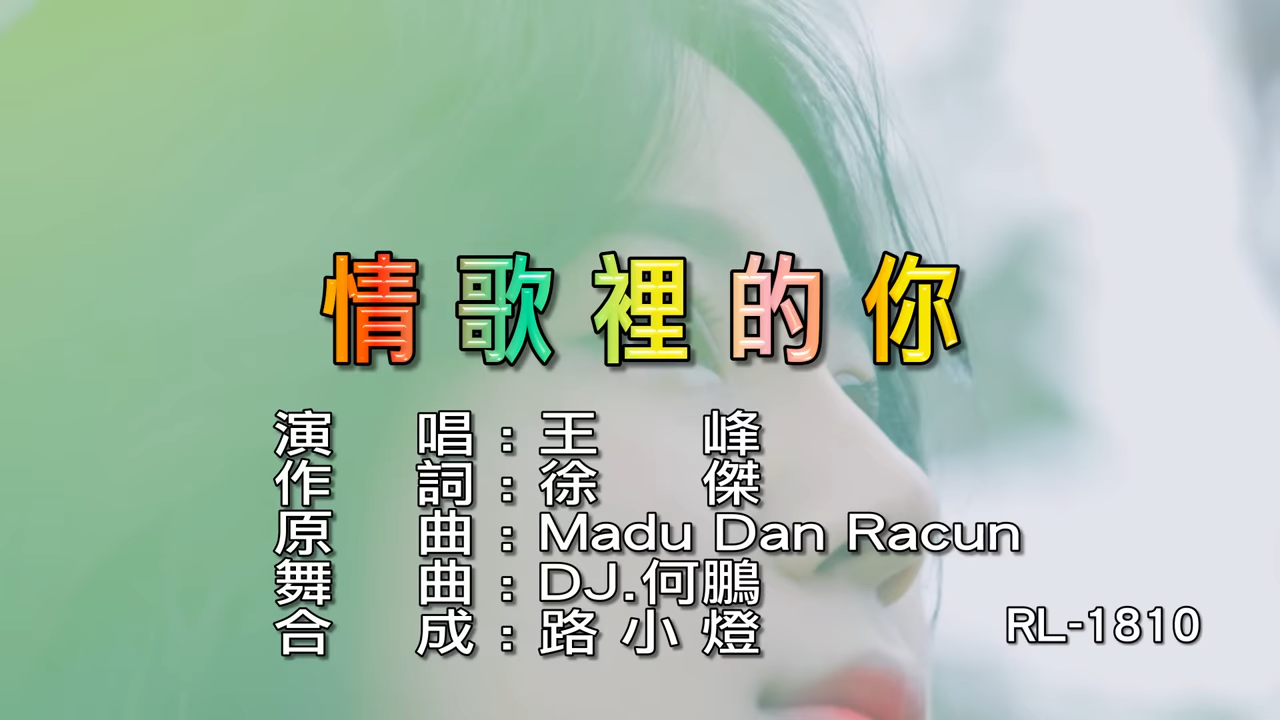 情歌裡的你
演 唱:王 峰
作 詞:徐 傑
原 曲:Madu Dan Racun
舞 曲:DJ.何鵬
合 成:路小燈
RL-1810